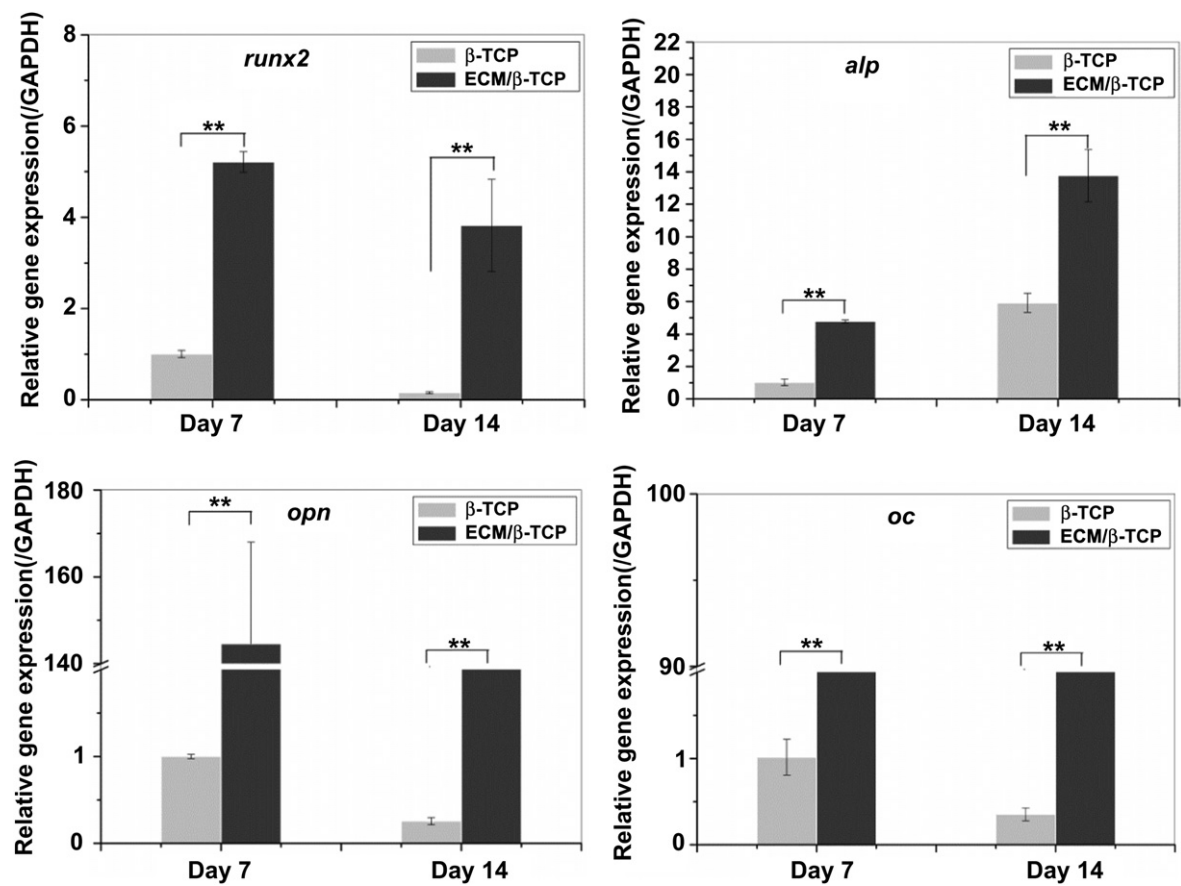 Relative gene expression(/GAPDH)
8
6
4
2
0
runx2
β-TCP
ECM/β-TCP
**
**
Day 7
Day 14
Relative gene expression(/GAPDH)
22
20
18
16
14
12
10
8
6
4
2
0
alp
β-TCP
ECM/β-TCP
**
**
Day 7
Day 14
Relative gene expression(/GAPDH)
180
160
140
1
0
opn
β-TCP
ECM/β-TCP
**
**
Day 7
Day 14
Relative gene expression(/GAPDH)
100
90
1
0
oc
β-TCP
ECM/β-TCP
**
**
Day 7
Day 14